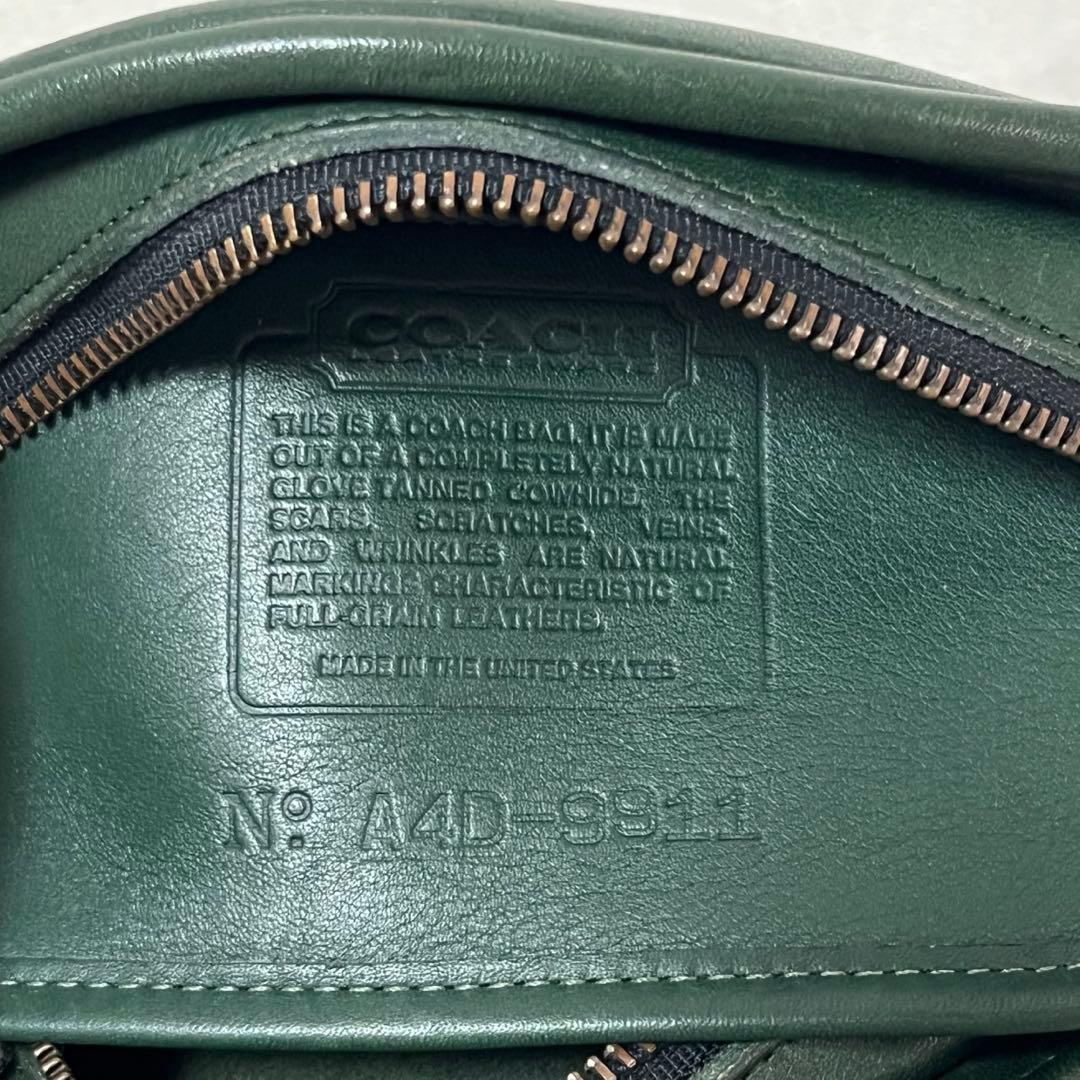 COACH
LEATHERWARE
THIS IS A COACH BAG. IT'S MADE
OUT OF A COMPLETELY NATURAL
GLOVE TANNED COWHIDE. THE
SCARS, SCRATCHES, VEINS,
AND WRINKLES ARE NATURAL
MARKINGS CHARACTERISTIC OF
FULL-GRAIN LEATHERS.
MADE IN THE UNITED STATES
Nº A4D-9911